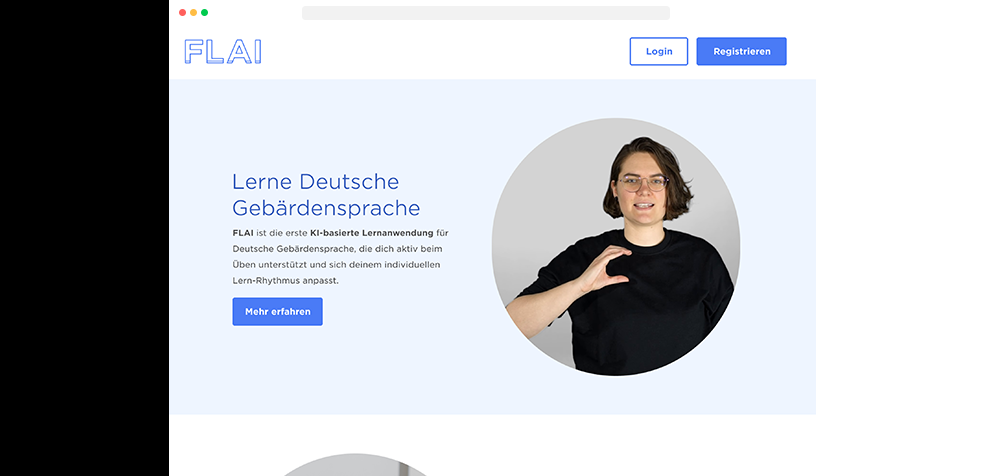 FLAI
Login
Registrieren
Lerne Deutsche
Gebärdensprache
FLAI ist die erste KI-basierte Lernanwendung für
Deutsche Gebärdensprache, die dich aktiv beim
Üben unterstützt und sich deinem individuellen
Lern-Rhythmus anpasst.
Mehr erfahren